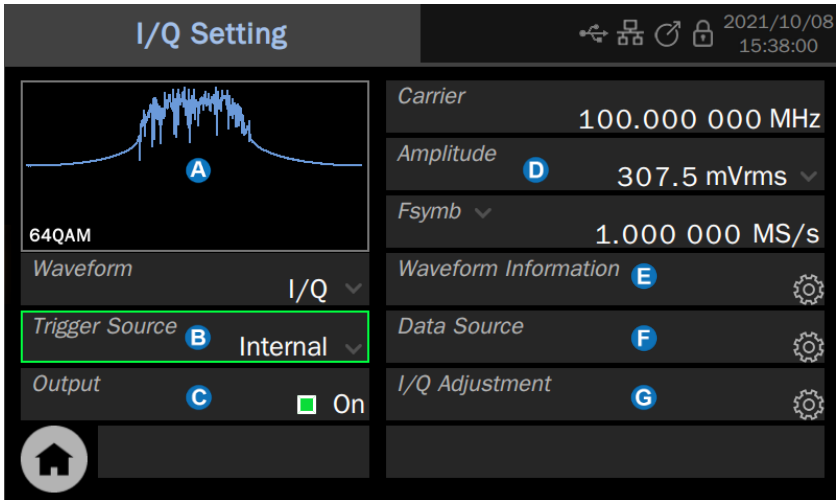 I/Q Setting
2021/10/08
15:38:00
A
64QAM
Carrier
100.000 000 MHz
Amplitude
D
307.5 mVrms
Fsymb
1.000 000 MS/s
Waveform
I/Q
Waveform Information
E
Trigger Source
B
Internal
Data Source
F
Output
C
On
I/Q Adjustment
G